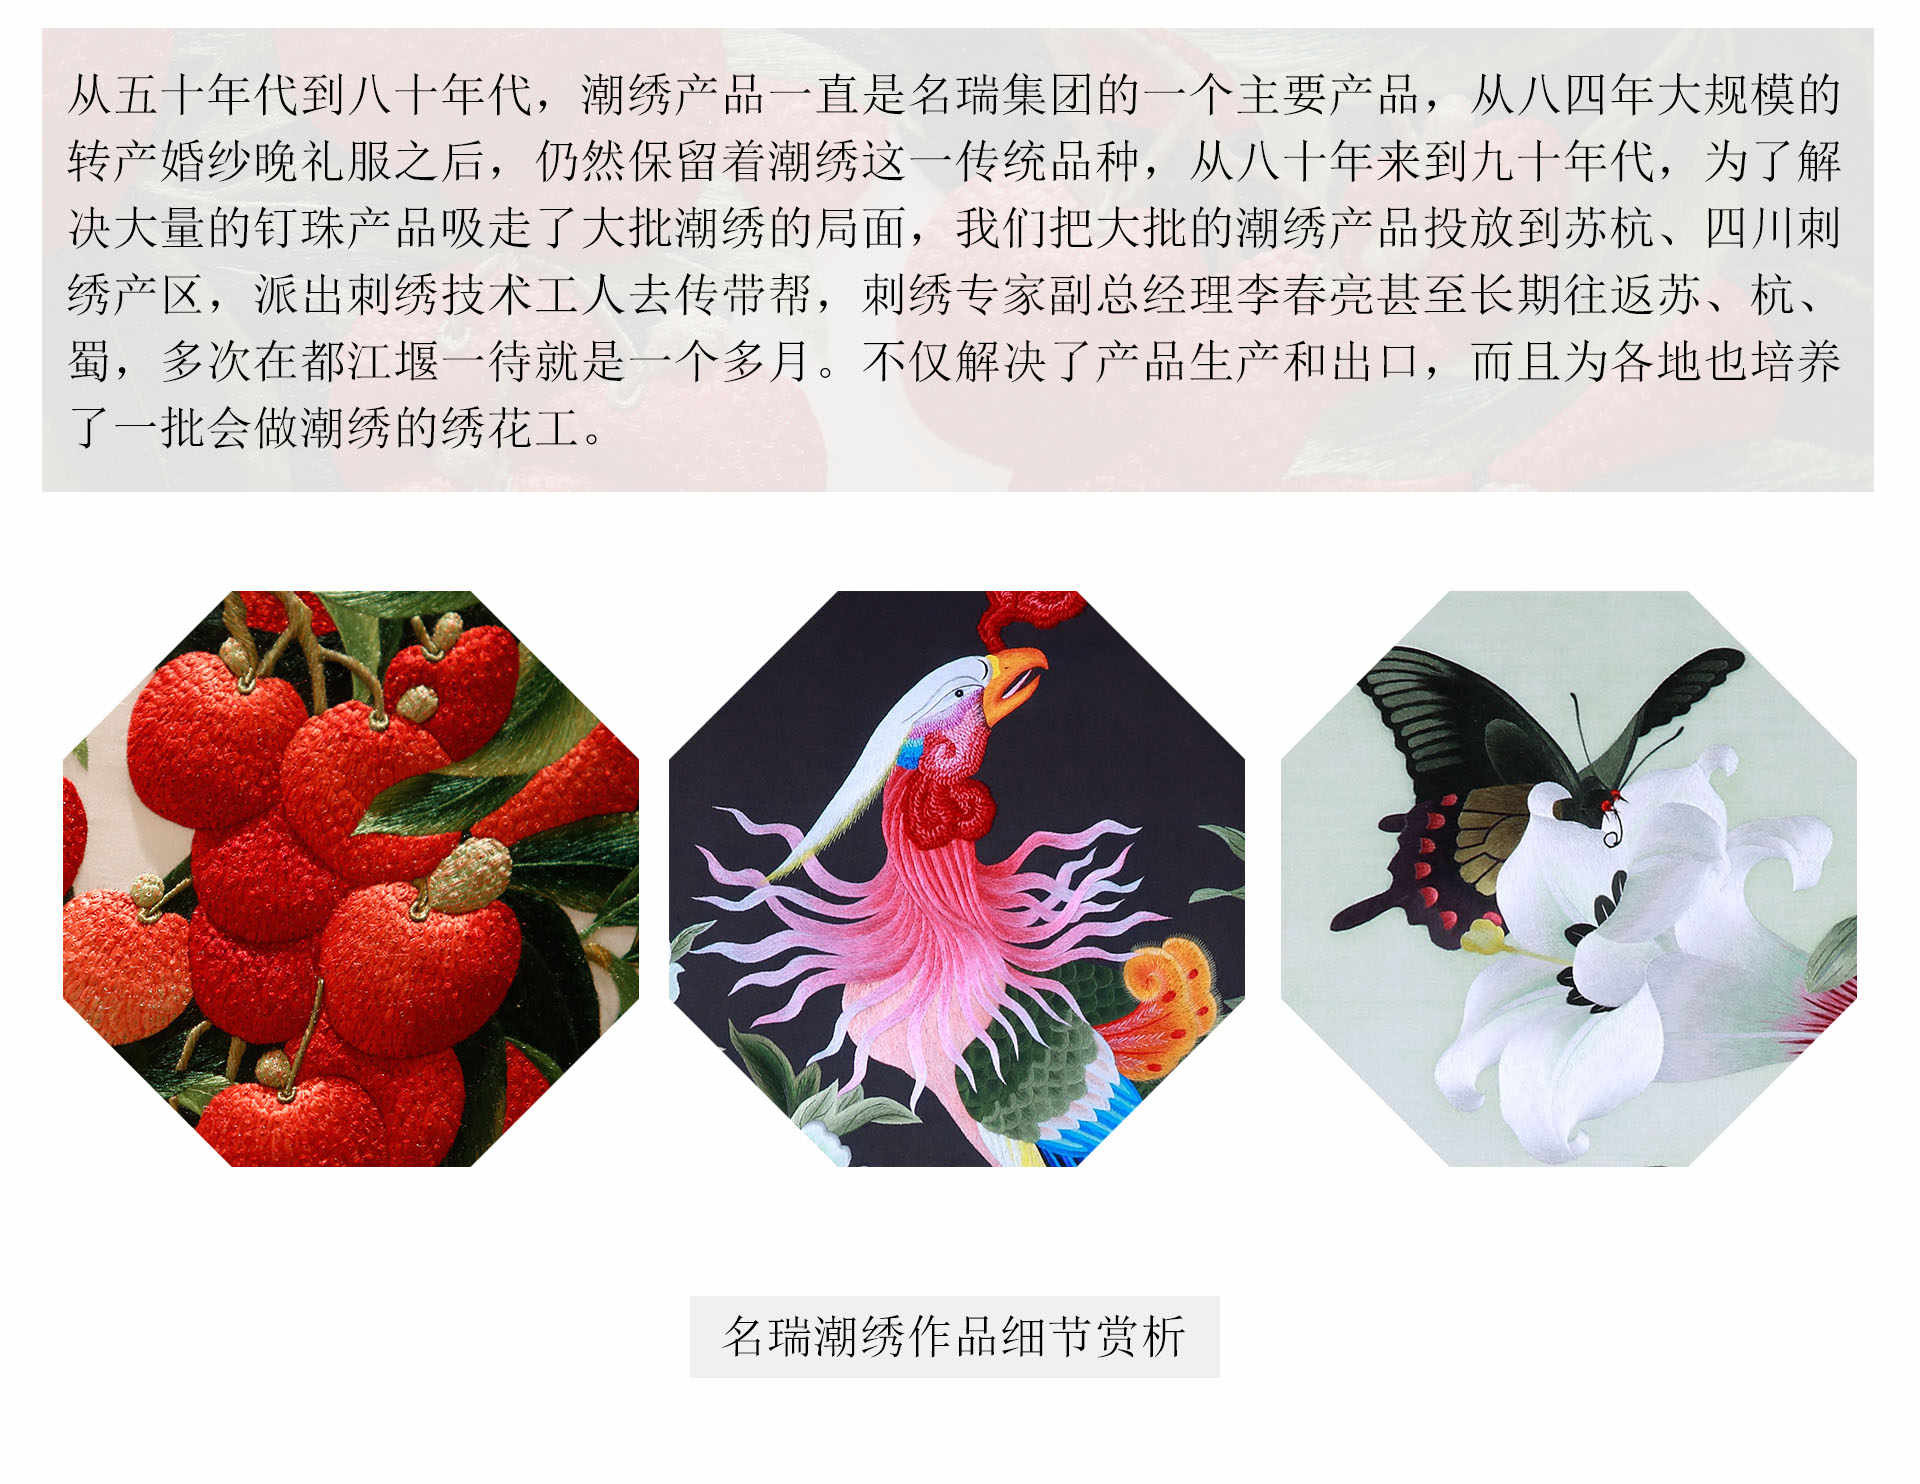 从五十年代到八十年代，潮绣产品一直是名瑞集团的一个主要产品，从八四年大规模的
转产婚纱晚礼服之后，仍然保留着潮绣这一传统品种，从八十年来到九十年代，为了解
决大量的钉珠产品吸走了大批潮绣的局面，我们把大批的潮绣产品投放到苏杭、四川刺
绣产区，派出刺绣技术工人去传带帮，刺绣专家副总经理李春亮甚至长期往返苏、杭、
蜀，多次在都江堰一待就是一个多月。不仅解决了产品生产和出口，而且为各地也培养
了一批会做潮绣的绣花工。
名瑞潮绣作品细节赏析